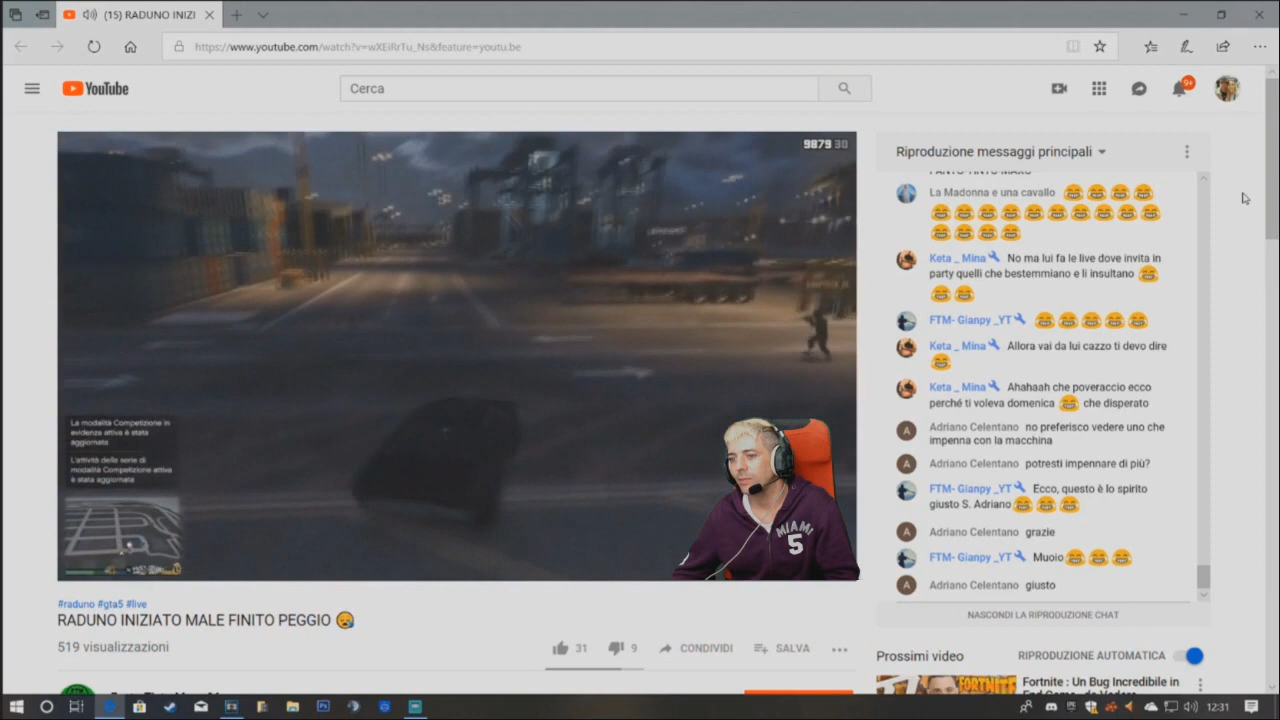 (15) RADUNO INIZI
https://www.youtube.com/watch?v=wXEiRrTu_Ns&feature=youtu.be
YouTube
Cerca
9+
9879 30
La modalità Competizione in
evidenza attiva è stata
aggiornata
L'attività delle serie di
modalità Competizione attiva
è stata aggiornata
MIAMI
5
Riproduzione messaggi principali
La Madonna e una cavallo 😂😂😂😂
😂😂😂😂😂😂😂😂😂😂
😂😂😂😂
Keta _ Mina No ma lui fa le live dove invita in
party quelli che bestemmiano e li insultano 😂
😂😂
FTM- Gianpy _YT 😂😂😂😂😂
Keta _ Mina Allora vai da lui cazzo ti devo dire
😂
Keta _ Mina Ahahaah che poveraccio ecco
perché ti voleva domenica 😂 che disperato
A Adriano Celentano no preferisco vedere uno che
impenna con la macchina
A Adriano Celentano potresti impennare di più?
FTM- Gianpy _YT Ecco, questo è lo spirito
giusto S. Adriano 😂😂😂
A Adriano Celentano grazie
FTM- Gianpy _YT Muoio 😂😂😂
A Adriano Celentano giusto
NASCONDI LA RIPRODUZIONE CHAT
#raduno #gta5 #live
RADUNO INIZIATO MALE FINITO PEGGIO 😪
519 visualizzazioni
31 9 CONDIVIDI SALVA
Prossimi video RIPRODUZIONE AUTOMATICA
FORTNITE
Fortnite : Un Bug Incredibile in
12:31